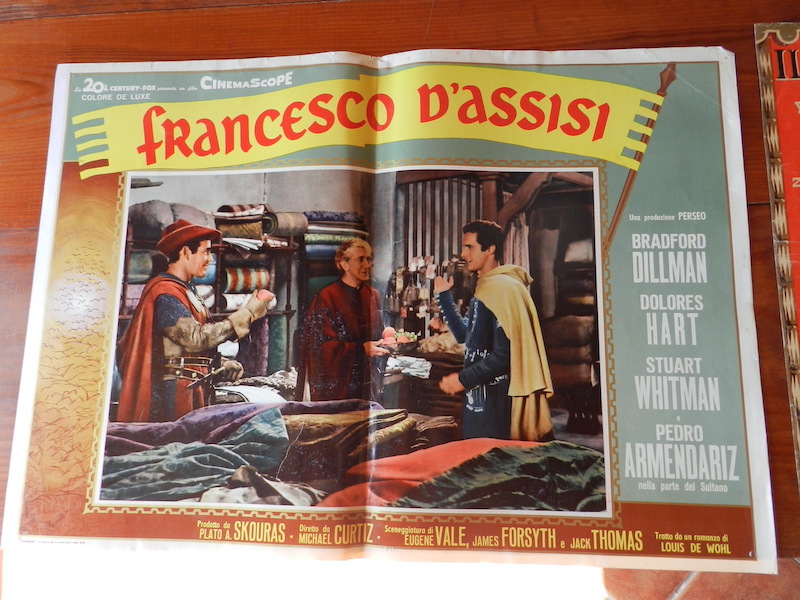 La 20th CENTURY-FOX presenta un film CINEMASCOPE
COLORE DE LUXE
FRANCESCO D'ASSISI
Una produzione PERSEO
BRADFORD
DILLMAN
DOLORES
HART
STUART
WHITMAN
e
PEDRO
ARMENDARIZ
nella parte del Sultano
Prodotto da
PLATO A. SKOURAS ·
Diretto da
MICHAEL CURTIZ ·
Sceneggiatura di
EUGENE VALE, JAMES FORSYTH e JACK THOMAS
Tratto da un romanzo di
LOUIS DE WOHL
II